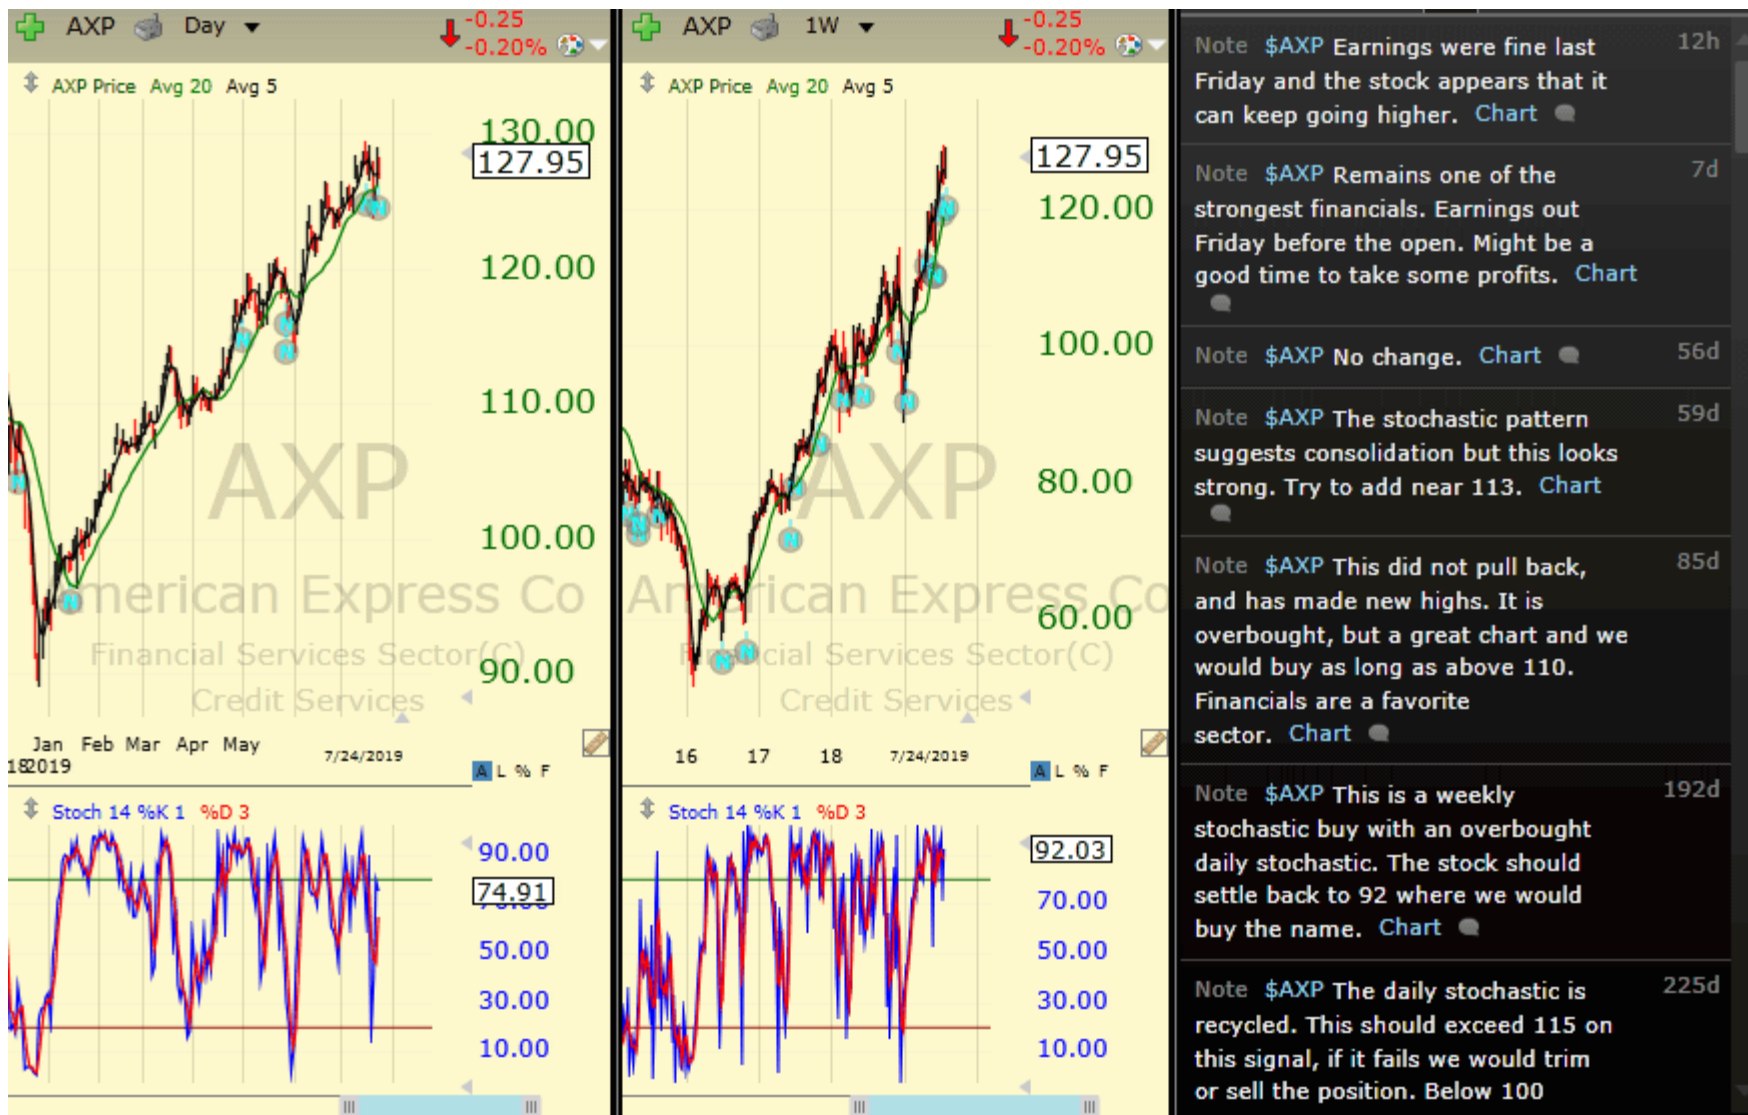 AXP Day
-0.25
-0.20%
AXP Price Avg 20 Avg 5
130.00
127.95
120.00
110.00
100.00
90.00
AXP
American Express Co
Financial Services Sector(C)
Credit Services
Jan Feb Mar Apr May
2019
7/24/2019
A L % F
Stoch 14 %K 1 %D 3
90.00
74.91
50.00
30.00
10.00
AXP 1W
-0.25
-0.20%
AXP Price Avg 20 Avg 5
127.95
120.00
100.00
80.00
60.00
AXP
American Express Co
Financial Services Sector(C)
Credit Services
16 17 18 7/24/2019
A L % F
Stoch 14 %K 1 %D 3
92.03
70.00
50.00
30.00
10.00
Note $AXP Earnings were fine last 12h
Friday and the stock appears that it
can keep going higher. Chart
Note $AXP Remains one of the 7d
strongest financials. Earnings out
Friday before the open. Might be a
good time to take some profits. Chart
Note $AXP No change. Chart 56d
Note $AXP The stochastic pattern 59d
suggests consolidation but this looks
strong. Try to add near 113. Chart
Note $AXP This did not pull back, 85d
and has made new highs. It is
overbought, but a great chart and we
would buy as long as above 110.
Financials are a favorite
sector. Chart
Note $AXP This is a weekly 192d
stochastic buy with an overbought
daily stochastic. The stock should
settle back to 92 where we would
buy the name. Chart
Note $AXP The daily stochastic is 225d
recycled. This should exceed 115 on
this signal, if it fails we would trim
or sell the position. Below 100